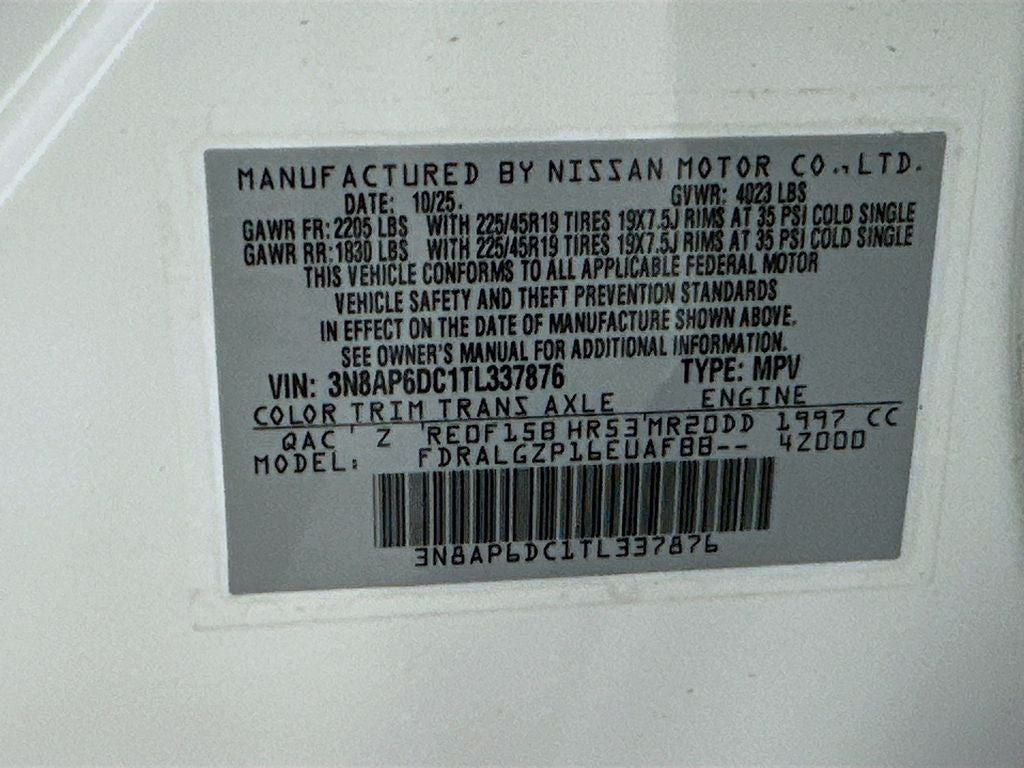 MANUFACTURED BY NISSAN MOTOR CO., LTD.
DATE: 10/25. GVWR: 4023 LBS
GAWR FR: 2205 LBS WITH 225/45R19 TIRES 19X7.5J RIMS AT 35 PSI COLD SINGLE
GAWR RR: 1830 LBS WITH 225/45R19 TIRES 19X7.5J RIMS AT 35 PSI COLD SINGLE
THIS VEHICLE CONFORMS TO ALL APPLICABLE FEDERAL MOTOR
VEHICLE SAFETY AND THEFT PREVENTION STANDARDS
IN EFFECT ON THE DATE OF MANUFACTURE SHOWN ABOVE.
SEE OWNER'S MANUAL FOR ADDITIONAL INFORMATION.
VIN: 3N8AP6DC1TL337876 TYPE: MPV
COLOR TRIM TRANS AXLE ENGINE
QAC Z RE0F15B HR53 MR20DD 1997 CC
MODEL: FDRALGZP16EUAFBB-- 42000
3N8AP6DC1TL337876